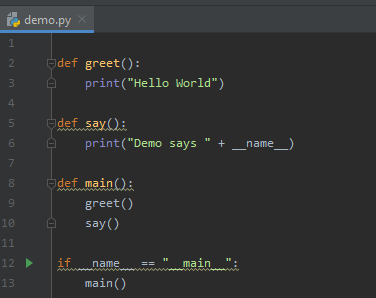 demo.py
1
2 def greet():
3     print("Hello World")
4
5 def say():
6     print("Demo says " + __name__)
7
8 def main():
9     greet()
10     say()
11
12 if __name__ == "__main__":
13     main()